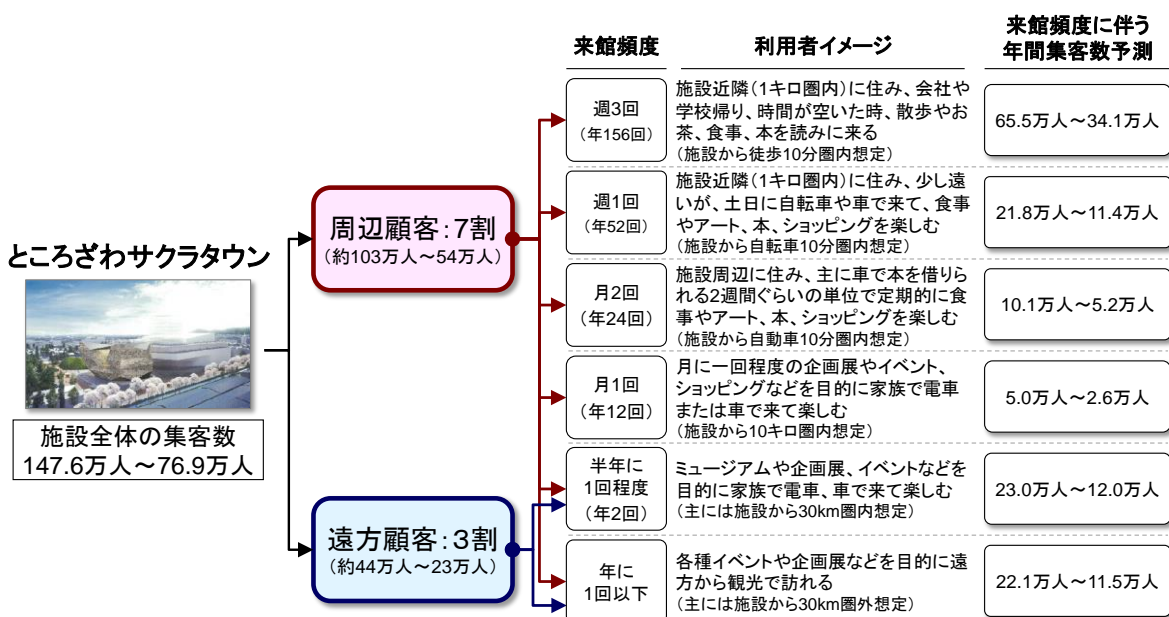 来館頻度
利用者イメージ
来館頻度に伴う
年間集客数予測
ところざわサクラタウン
施設全体の集客数
147.6万人～76.9万人
周辺顧客：7割
（約103万人～54万人）
遠方顧客：3割
（約44万人～23万人）
週3回
（年156回）
施設近隣（1キロ圏内）に住み、会社や
学校帰り、時間が空いた時、散歩やお
茶、食事、本を読みに来る
（施設から徒歩10分圏内想定）
65.5万人～34.1万人
週1回
（年52回）
施設近隣（1キロ圏内）に住み、少し遠
いが、土日に自転車や車で来て、食事
やアート、本、ショッピングを楽しむ
（施設から自転車10分圏内想定）
21.8万人～11.4万人
月2回
（年24回）
施設周辺に住み、主に車で本を借りら
れる2週間ぐらいの単位で定期的に食
事やアート、本、ショッピングを楽しむ
（施設から自動車10分圏内想定）
10.1万人～5.2万人
月1回
（年12回）
月に一回程度の企画展やイベント、
ショッピングなどを目的に家族で電車
または車で来て楽しむ
（施設から10キロ圏内想定）
5.0万人～2.6万人
半年に
1回程度
（年2回）
ミュージアムや企画展、イベントなどを
目的に家族で電車、車で来て楽しむ
（主には施設から30km圏内想定）
23.0万人～12.0万人
年に
1回以下
各種イベントや企画展などを目的に遠
方から観光で訪れる
（主には施設から30km圏外想定）
22.1万人～11.5万人